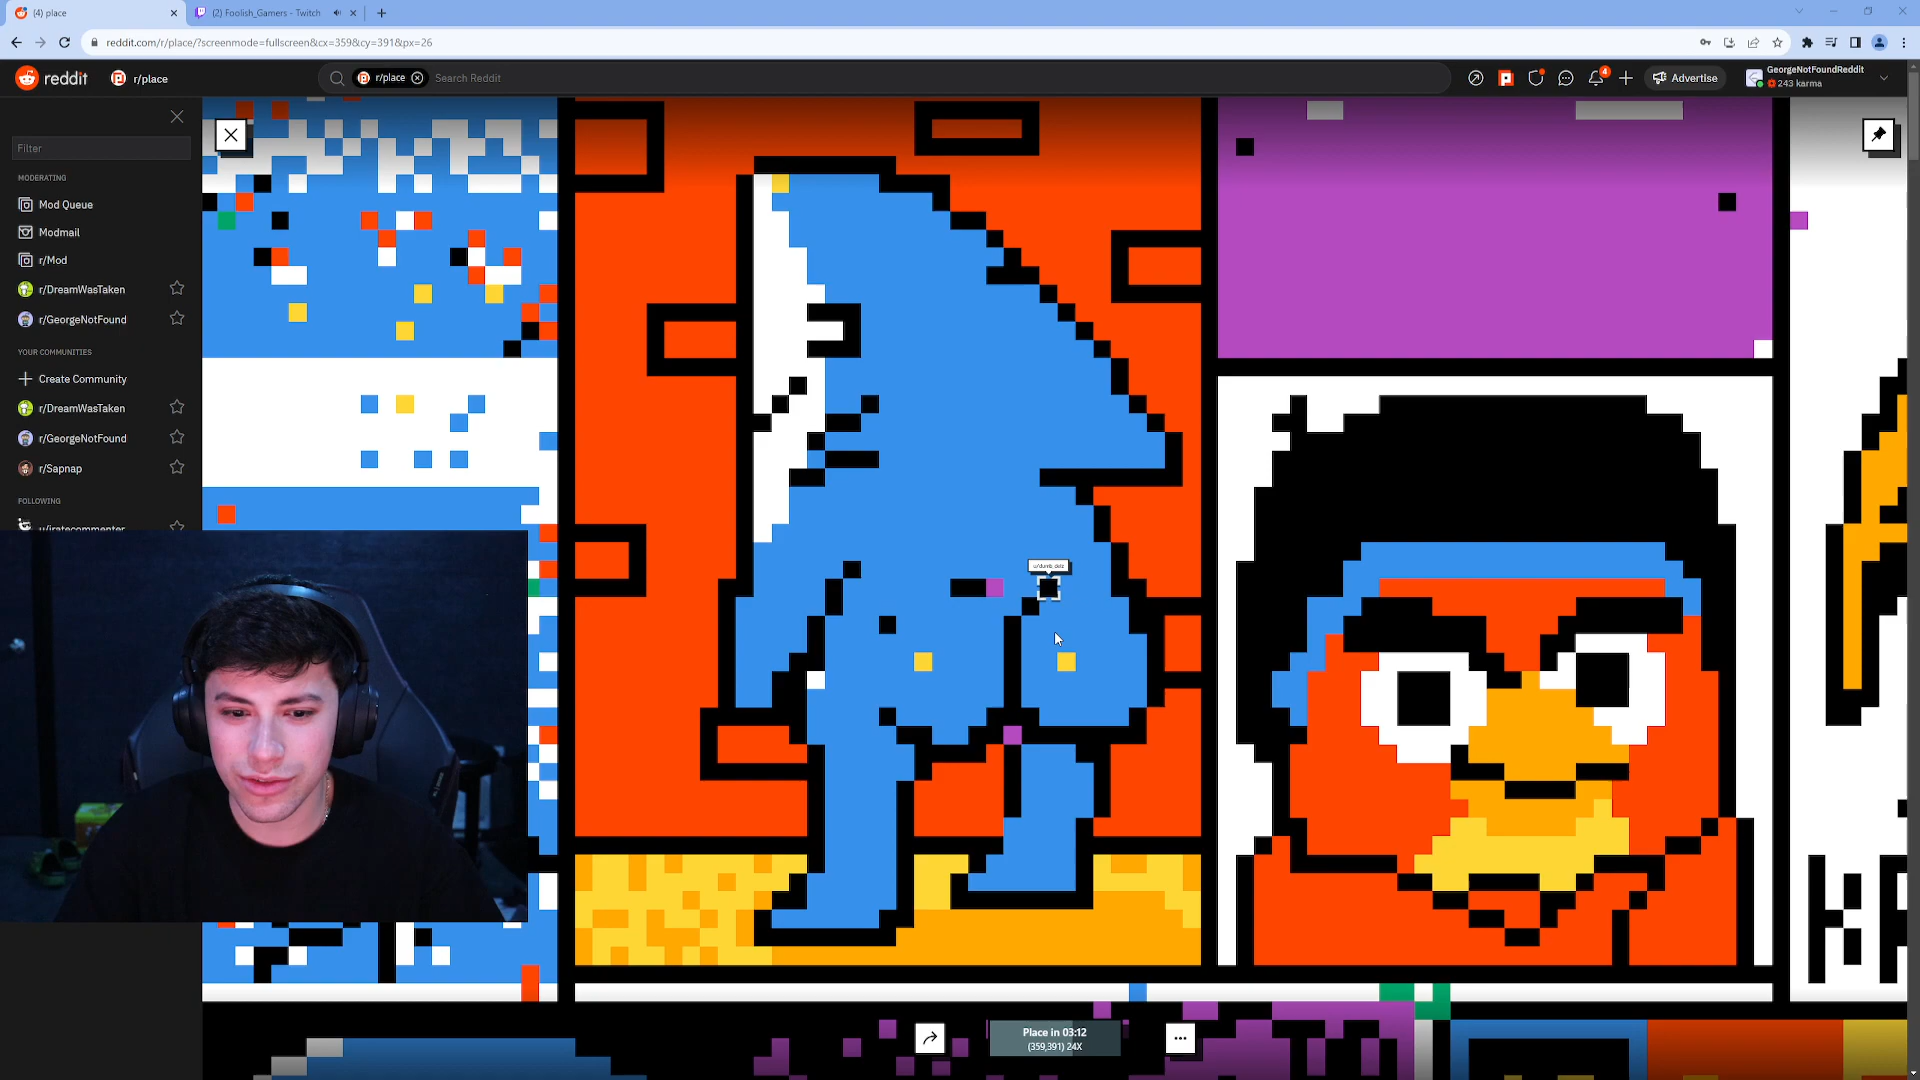 (4) place
(2) Foolish_Gamers - Twitch
reddit.com/r/place/?screenmode=fullscreen&cx=359&cy=391&px=26
reddit
r/place
r/place
Search Reddit
4
Advertise
GeorgeNotFoundReddit
243 karma
Filter
MODERATING
Mod Queue
Modmail
r/Mod
r/DreamWasTaken
r/GeorgeNotFound
YOUR COMMUNITIES
Create Community
r/DreamWasTaken
r/GeorgeNotFound
r/Sapnap
FOLLOWING
u/iratecommenter
Place in 03:12
(359,391) 24X